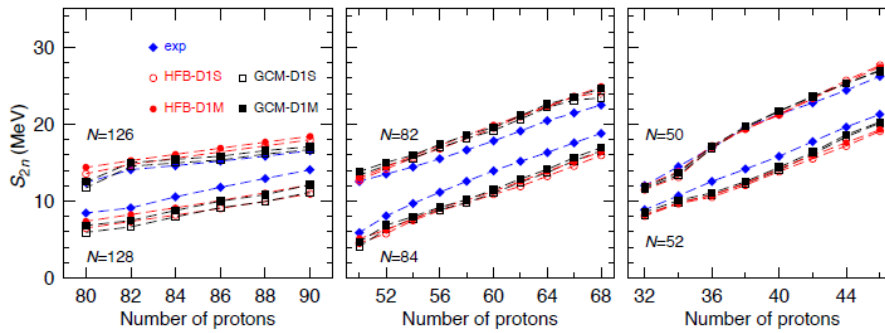 S2n (MeV)
30
20
10
0
exp
HFB-D1S
GCM-D1S
HFB-D1M
GCM-D1M
N=126
N=128
N=82
N=84
N=50
N=52
80 82 84 86 88 90
52 56 60 64 68
32 36 40 44
Number of protons
Number of protons
Number of protons